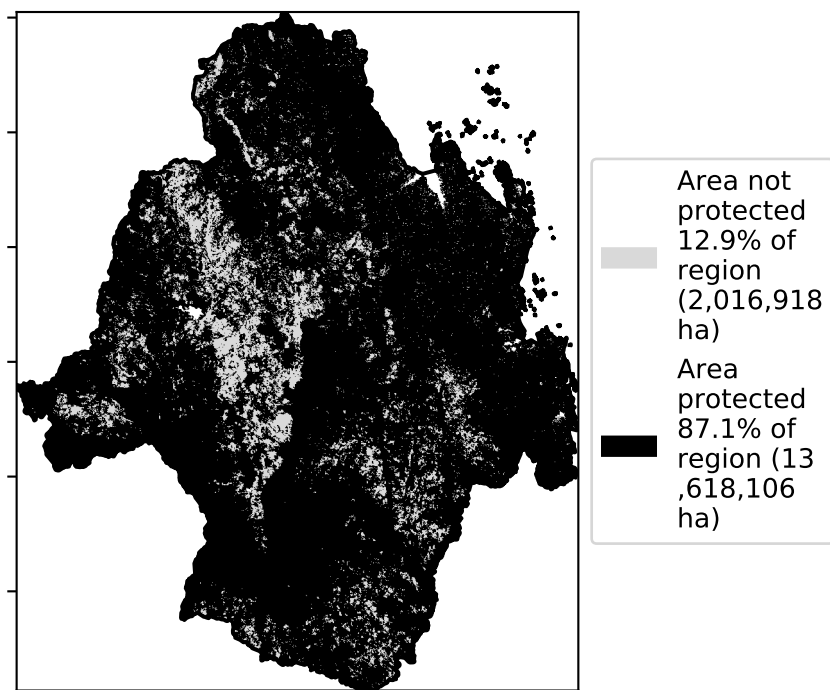 Area not
protected
12.9% of
region
(2,016,918
ha)
Area
protected
87.1% of
region (13
,618,106
ha)